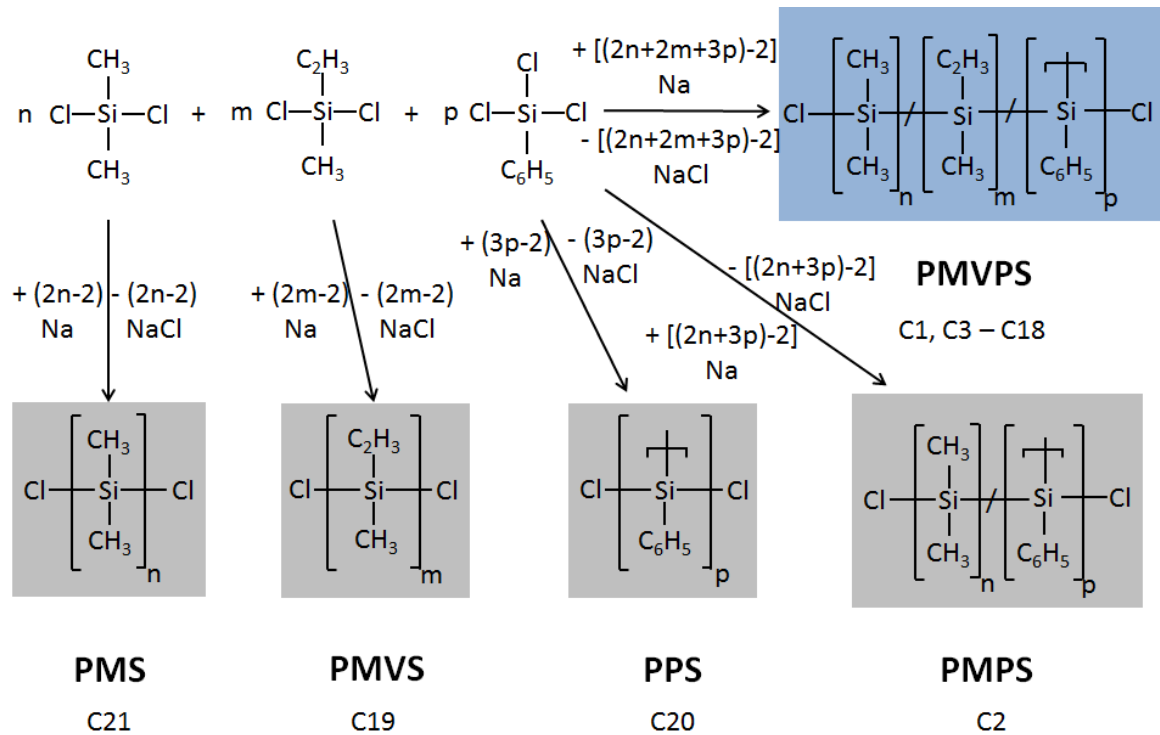 CH₃
n Cl—Si—Cl
CH₃
+
C₂H₃
m Cl—Si—Cl
CH₃
+
Cl
p Cl—Si—Cl
C₆H₅
+ [(2n+2m+3p)-2]
Na
- [(2n+2m+3p)-2]
NaCl
CH₃ C₂H₃
Cl Si / Si / Si Cl
CH₃ n CH₃ m C₆H₅ p
PMVPS
C1, C3 – C18
+ (2n-2)
Na
- (2n-2)
NaCl
+ (2m-2)
Na
- (2m-2)
NaCl
+ (3p-2)
Na
- (3p-2)
NaCl
- [(2n+3p)-2]
NaCl
+ [(2n+3p)-2]
Na
CH₃
Cl Si Cl
CH₃ n
C₂H₃
Cl Si Cl
CH₃ m
Cl Si Cl
C₆H₅ p
CH₃
Cl Si / Si Cl
CH₃ n C₆H₅ p
PMS
C21
PMVS
C19
PPS
C20
PMPS
C2